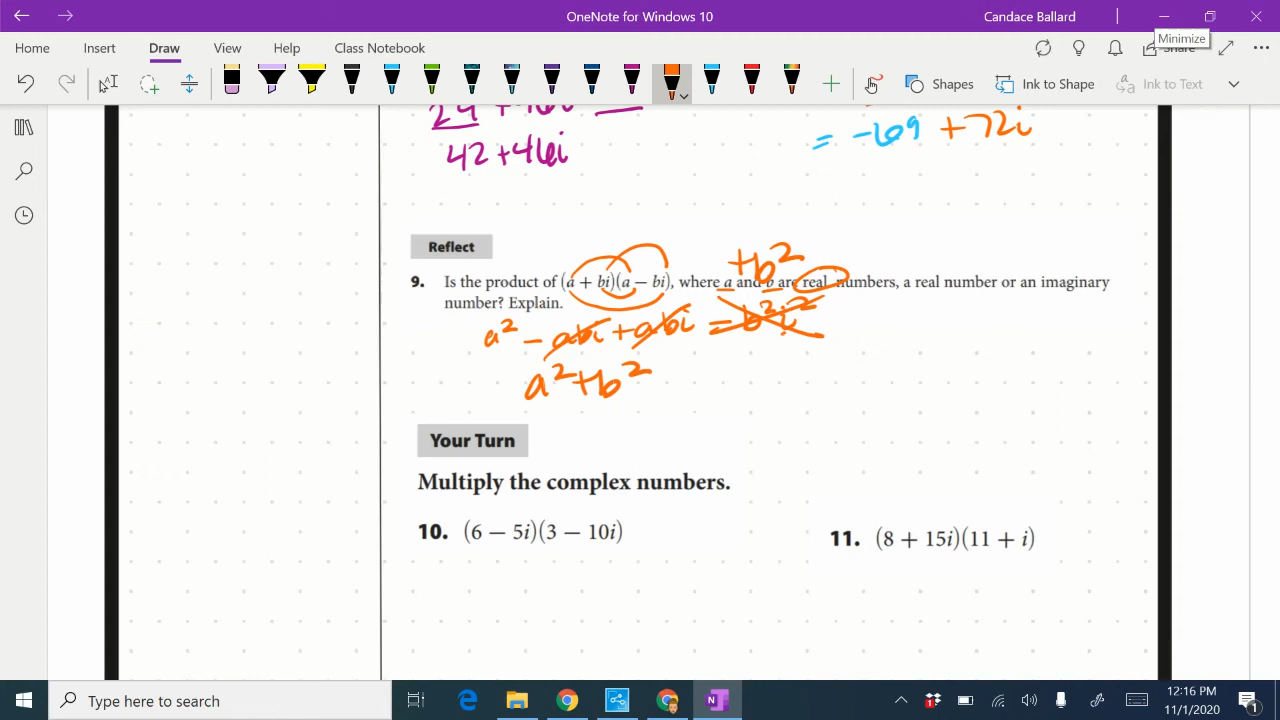 OneNote for Windows 10
Candace Ballard
Home Insert Draw View Help Class Notebook
Minimize
Share
Shapes Ink to Shape Ink to Text
24 + 46i
42 + 46i
= -69 + 72i
Reflect
+b²
9. Is the product of (a + bi)(a − bi), where a and b are real numbers, a real number or an imaginary
number? Explain.
a² - abi + abi = b²i²
a² + b²
Your Turn
Multiply the complex numbers.
10. (6 − 5i)(3 − 10i)
11. (8 + 15i)(11 + i)
Type here to search
12:16 PM
11/1/2020